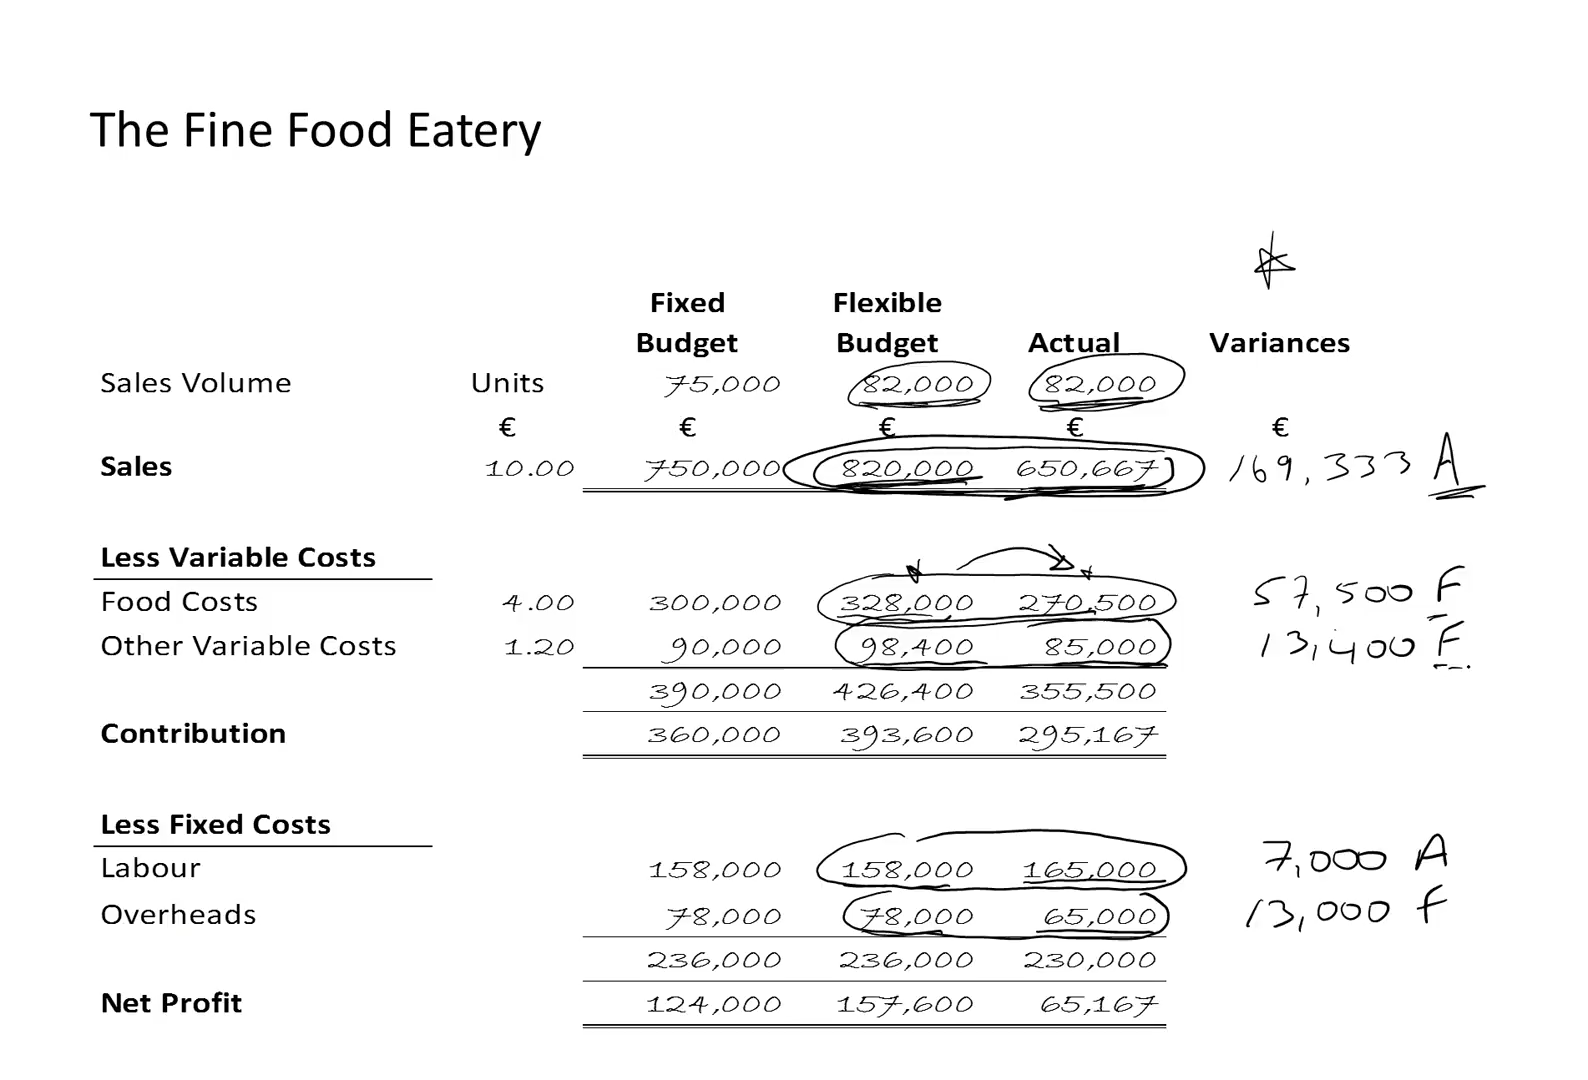 The Fine Food Eatery
Fixed Flexible
Budget Budget Actual Variances
Sales Volume Units 75,000 82,000 82,000
€ € € € €
Sales 10.00 750,000 820,000 650,667 169,333 A
Less Variable Costs
Food Costs 4.00 300,000 328,000 270,500 57,500 F
Other Variable Costs 1.20 90,000 98,400 85,000 13,400 F
390,000 426,400 355,500
Contribution 360,000 393,600 295,167
Less Fixed Costs
Labour 158,000 158,000 165,000 7,000 A
Overheads 78,000 78,000 65,000 13,000 F
236,000 236,000 230,000
Net Profit 124,000 157,600 65,167